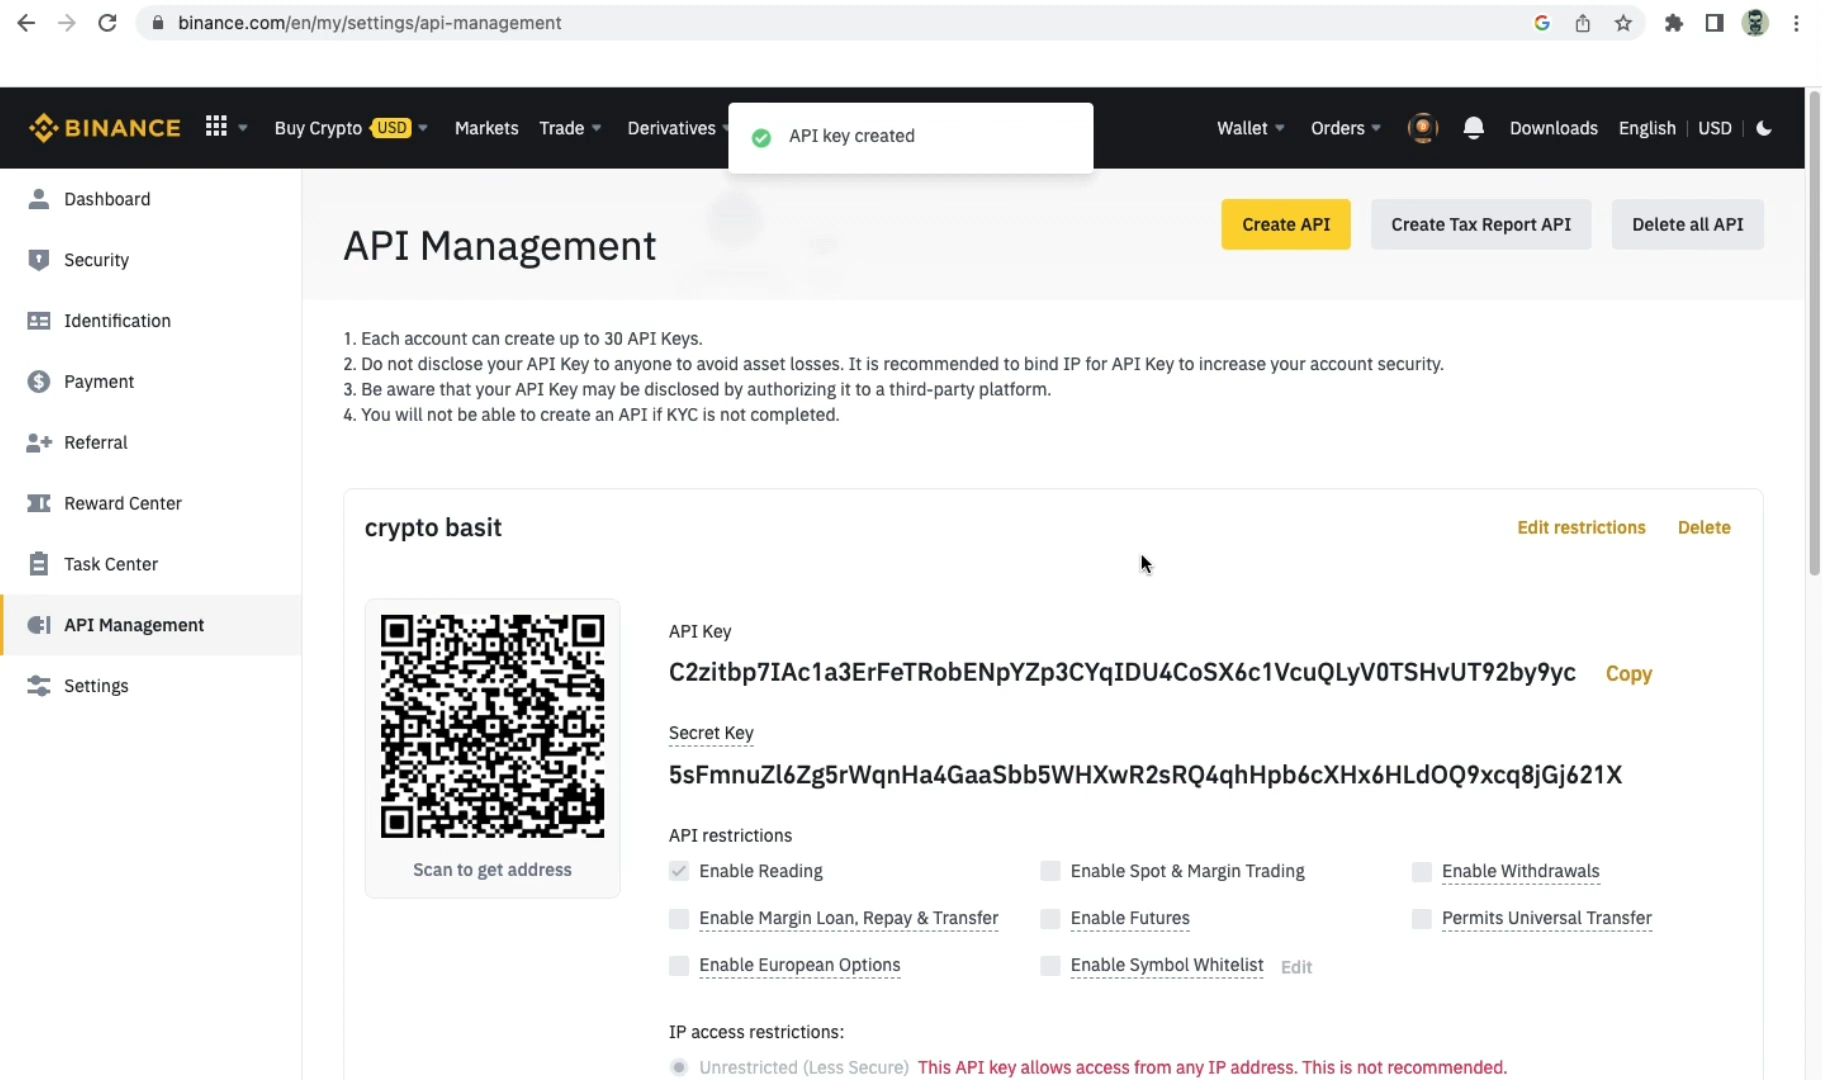 binance.com/en/my/settings/api-management
BINANCE
Buy Crypto USD
Markets
Trade
Derivatives
API key created
Wallet
Orders
Downloads
English
USD
Dashboard
Security
Identification
Payment
Referral
Reward Center
Task Center
API Management
Settings
API Management
Create API
Create Tax Report API
Delete all API
1. Each account can create up to 30 API Keys.
2. Do not disclose your API Key to anyone to avoid asset losses. It is recommended to bind IP for API Key to increase your account security.
3. Be aware that your API Key may be disclosed by authorizing it to a third-party platform.
4. You will not be able to create an API if KYC is not completed.
crypto basit
Edit restrictions
Delete
Scan to get address
API Key
C2zitbp7IAc1a3ErFeTRobENpYZp3CYqIDU4CoSX6c1VcuQLyV0TSHvUT92by9yc Copy
Secret Key
5sFmnuZl6Zg5rWqnHa4GaaSbb5WHXwR2sRQ4qhHpb6cXHx6HLdOQ9xcq8jGj621X
API restrictions
Enable Reading
Enable Spot & Margin Trading
Enable Withdrawals
Enable Margin Loan, Repay & Transfer
Enable Futures
Permits Universal Transfer
Enable European Options
Enable Symbol Whitelist Edit
IP access restrictions:
Unrestricted (Less Secure) This API key allows access from any IP address. This is not recommended.